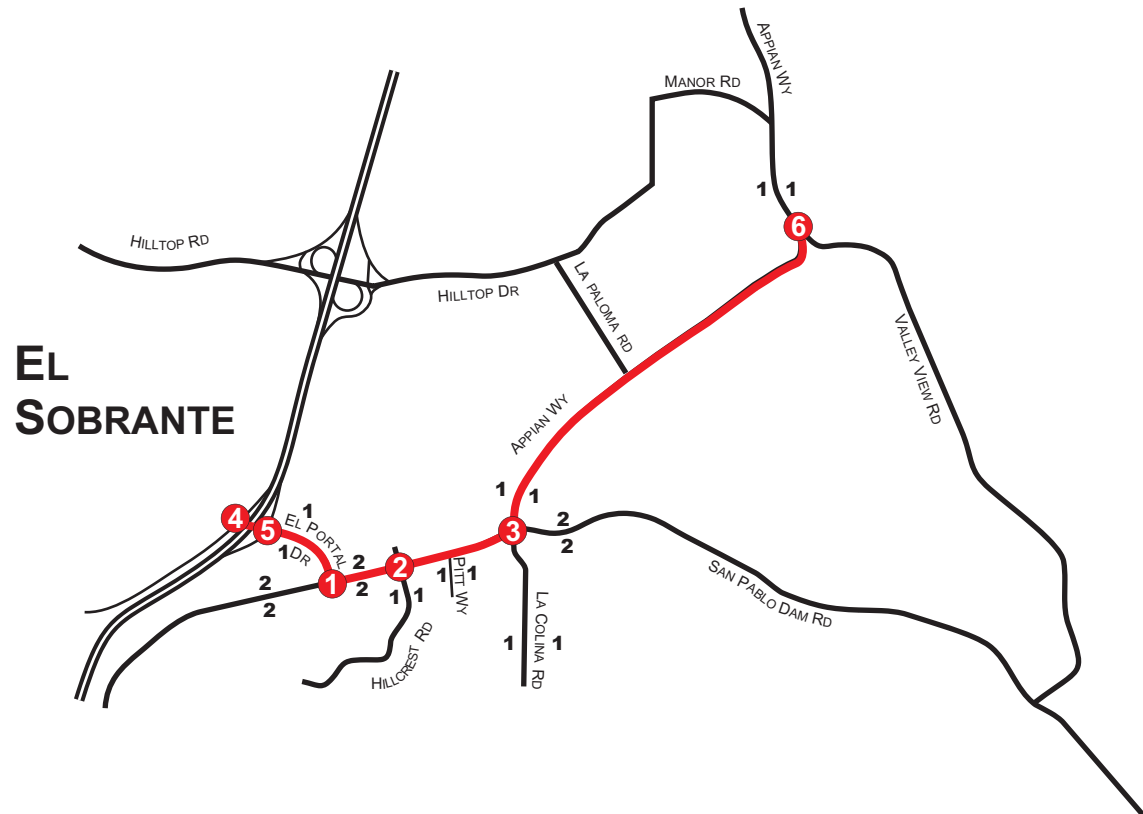 APPIAN WY
MANOR RD
1 1
6
HILLTOP RD
LA PALOMA RD
HILLTOP DR
VALLEY VIEW RD
EL
SOBRANTE
APPIAN WY
1 1
4
5
1
EL PORTAL
DR
1
3
2
2
2
2
1
2
2
1 1
PITT WY
1 1
2
2
SAN PABLO DAM RD
HILLCREST RD
LA COLINA RD
1 1